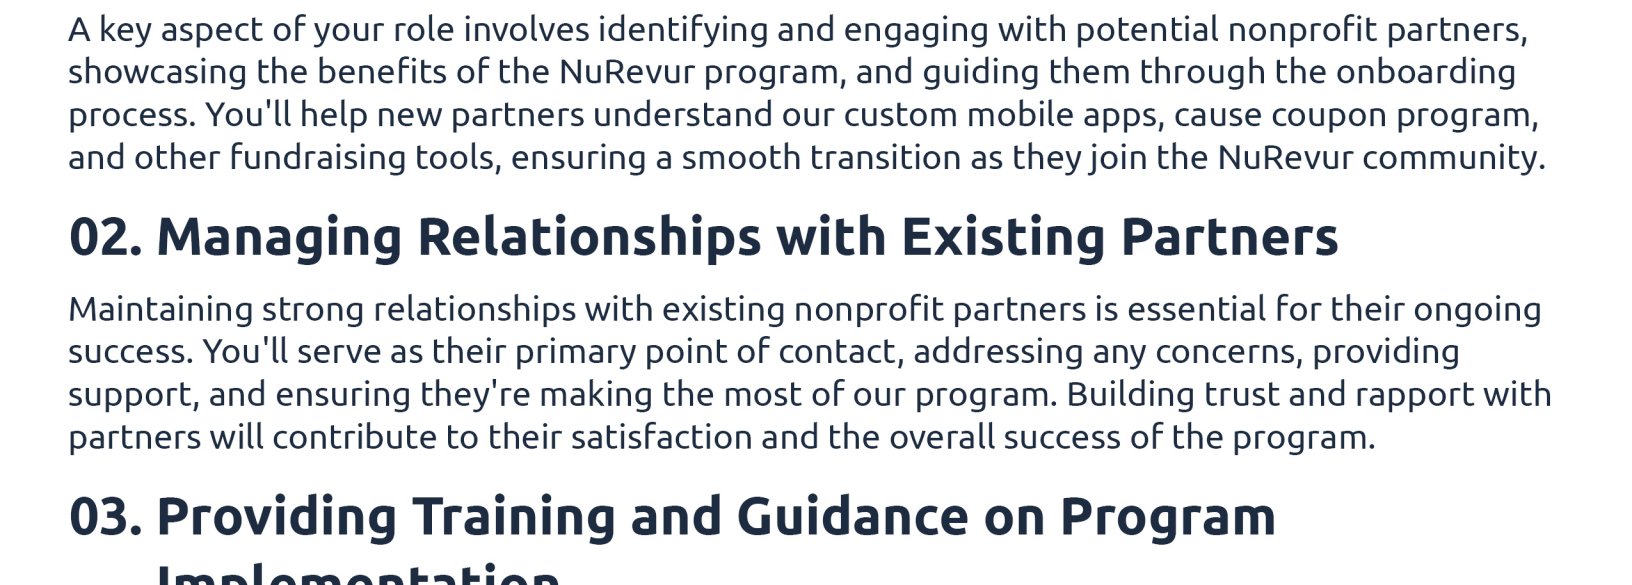 A key aspect of your role involves identifying and engaging with potential nonprofit partners,
showcasing the benefits of the NuRevur program, and guiding them through the onboarding
process. You'll help new partners understand our custom mobile apps, cause coupon program,
and other fundraising tools, ensuring a smooth transition as they join the NuRevur community.
02. Managing Relationships with Existing Partners
Maintaining strong relationships with existing nonprofit partners is essential for their ongoing
success. You'll serve as their primary point of contact, addressing any concerns, providing
support, and ensuring they're making the most of our program. Building trust and rapport with
partners will contribute to their satisfaction and the overall success of the program.
03. Providing Training and Guidance on Program
Implementation